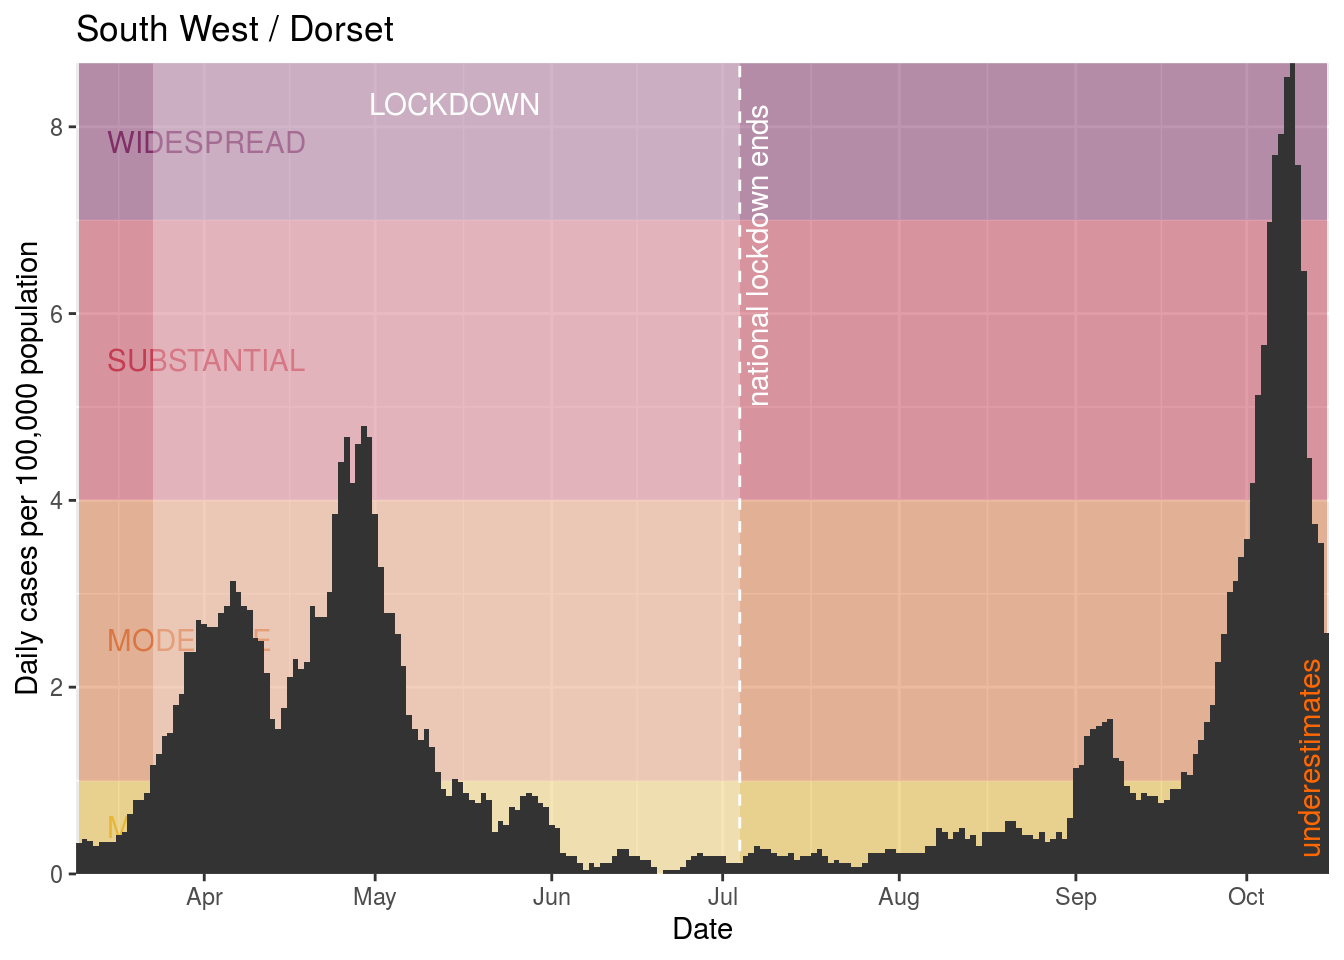 South West / Dorset
LOCKDOWN
WIDESPREAD
SUBSTANTIAL
national lockdown ends
underestimates
Daily cases per 100,000 population
8
6
4
2
0
Apr
May
Jun
Jul
Aug
Sep
Oct
Date